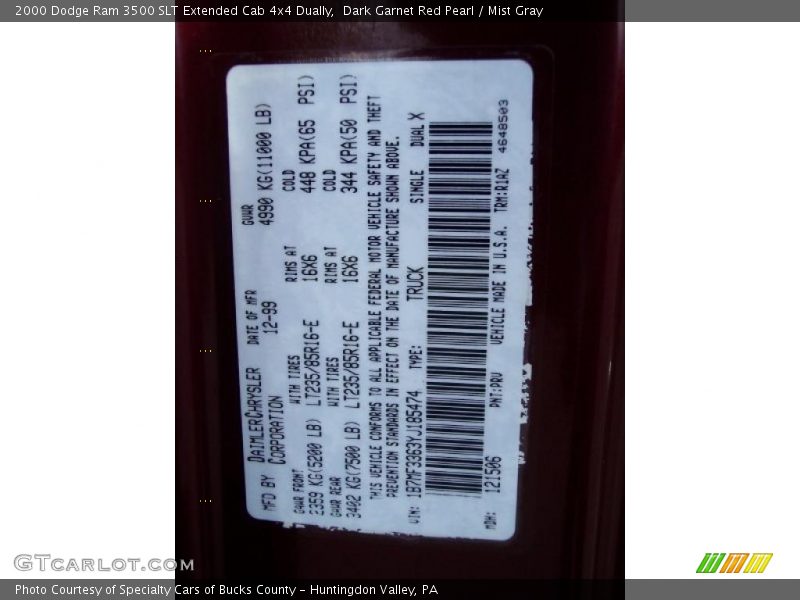 2000 Dodge Ram 3500 SLT Extended Cab 4x4 Dually,  Dark Garnet Red Pearl / Mist Gray
MFD BY DAIMLERCHRYSLER CORPORATION
DATE OF MFR 12-99
GVWR 4990 KG(11000 LB)
GAWR FRONT WITH TIRES RIMS AT COLD
2359 KG(5200 LB) LT235/85R16-E 16X6 448 KPA(65 PSI)
GAWR REAR WITH TIRES RIMS AT COLD
3402 KG(7500 LB) LT235/85R16-E 16X6 344 KPA(50 PSI)
THIS VEHICLE CONFORMS TO ALL APPLICABLE FEDERAL MOTOR VEHICLE SAFETY AND THEFT
PREVENTION STANDARDS IN EFFECT ON THE DATE OF MANUFACTURE SHOWN ABOVE.
VIN: 1B7MF3363YJ185474 TYPE: TRUCK SINGLE DUAL X
MDH: 121506 PNT:PRV VEHICLE MADE IN U.S.A. TRM:R1AZ 4648503
GTCarlot.com
Photo Courtesy of Specialty Cars of Bucks County - Huntingdon Valley, PA